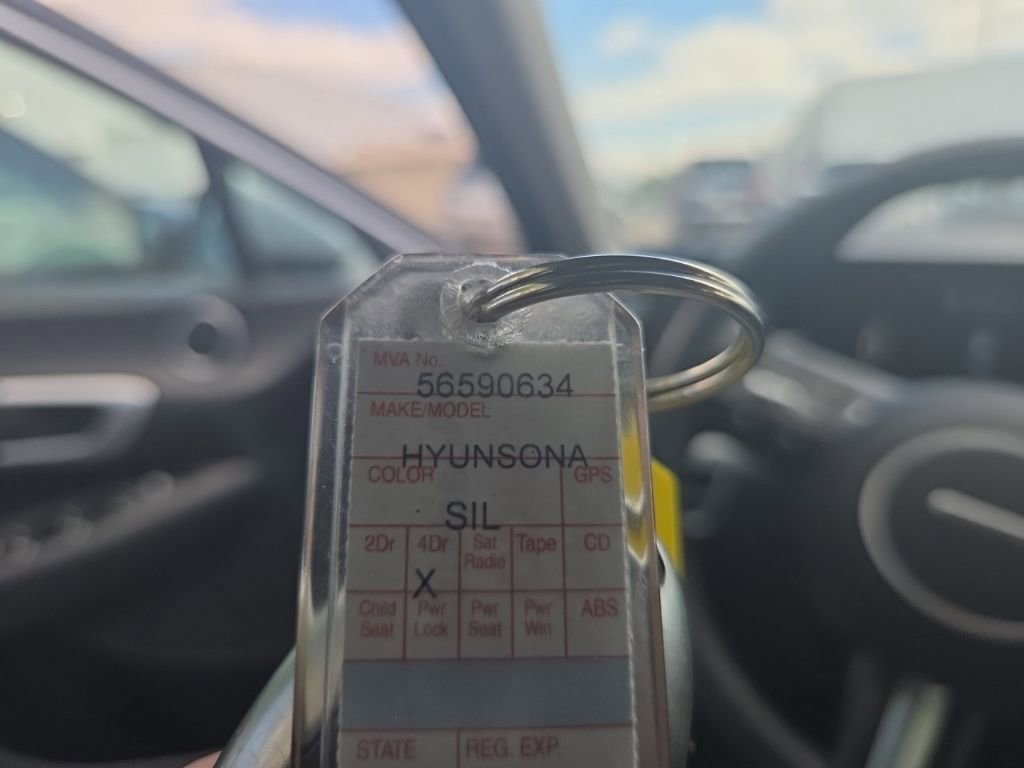 MVA No.
56590634
MAKE/MODEL
HYUNSONA
COLOR GPS
SIL
2Dr 4Dr Sat Radio Tape CD
X
Child Seat Pwr Lock Pwr Seat Pwr Win ABS
STATE REG. EXP.